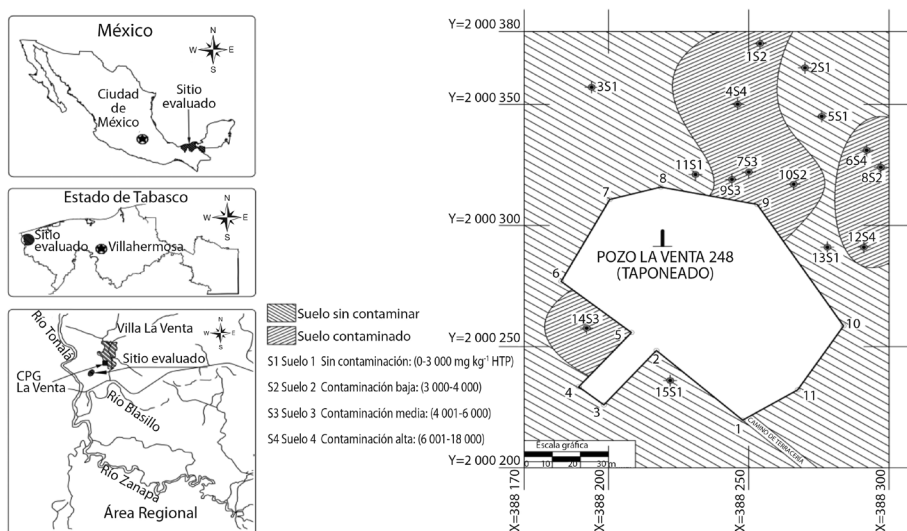 México
N
W E
S
Ciudad
de
México
Sitio
evaluado
Estado de Tabasco
N
W E
S
Sitio
evaluado
Villahermosa
N
W E
S
Río Tonalá
Villa La Venta
Sitio evaluado
CPG
La Venta
Río Blasillo
Río Zanapa
Área Regional
Suelo sin contaminar
Suelo contaminado
S1 Suelo 1 Sin contaminación: (0-3 000 mg kg-1 HTP)
S2 Suelo 2 Contaminación baja: (3 000-4 000)
S3 Suelo 3 Contaminación media: (4 001-6 000)
S4 Suelo 4 Contaminación alta: (6 001-18 000)
Y=2 000 380
Y=2 000 350
Y=2 000 300
Y=2 000 250
Y=2 000 200
1S2
2S1
3S1
4S4
5S1
6S4
8S2
7S3
11S1
9S3
10S2
12S4
13S1
14S3
15S1
7
8
9
6
5
10
2
4
3
11
1
POZO LA VENTA 248
(TAPONEADO)
CAMINO DE TERRACERÍA
Escala gráfica
0 10 20 30 m
X=388 170
X=388 200
X=388 250
X=388 300